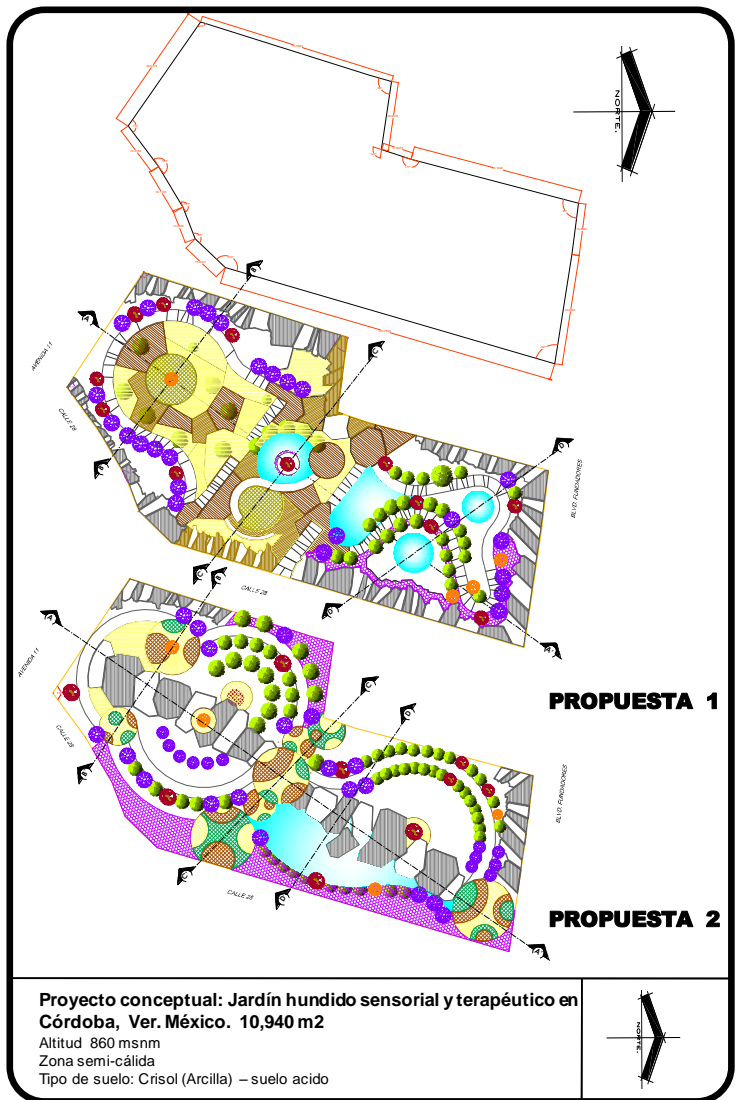 NORTE.
B
A
C
AVENIDA 11
CALLE 28
B
D
BLVD. FUNDADORES
C
B
CALLE 28
D
A
A'
C
AVENIDA 11
D
PROPUESTA 1
CALLE 28
B
BLVD. FUNDADORES
C
D
CALLE 28
PROPUESTA 2
A'
Proyecto conceptual: Jardín hundido sensorial y terapéutico en
Córdoba, Ver. México. 10,940 m2
Altitud 860 msnm
Zona semi-cálida
Tipo de suelo: Crisol (Arcilla) – suelo acido
NORTE.